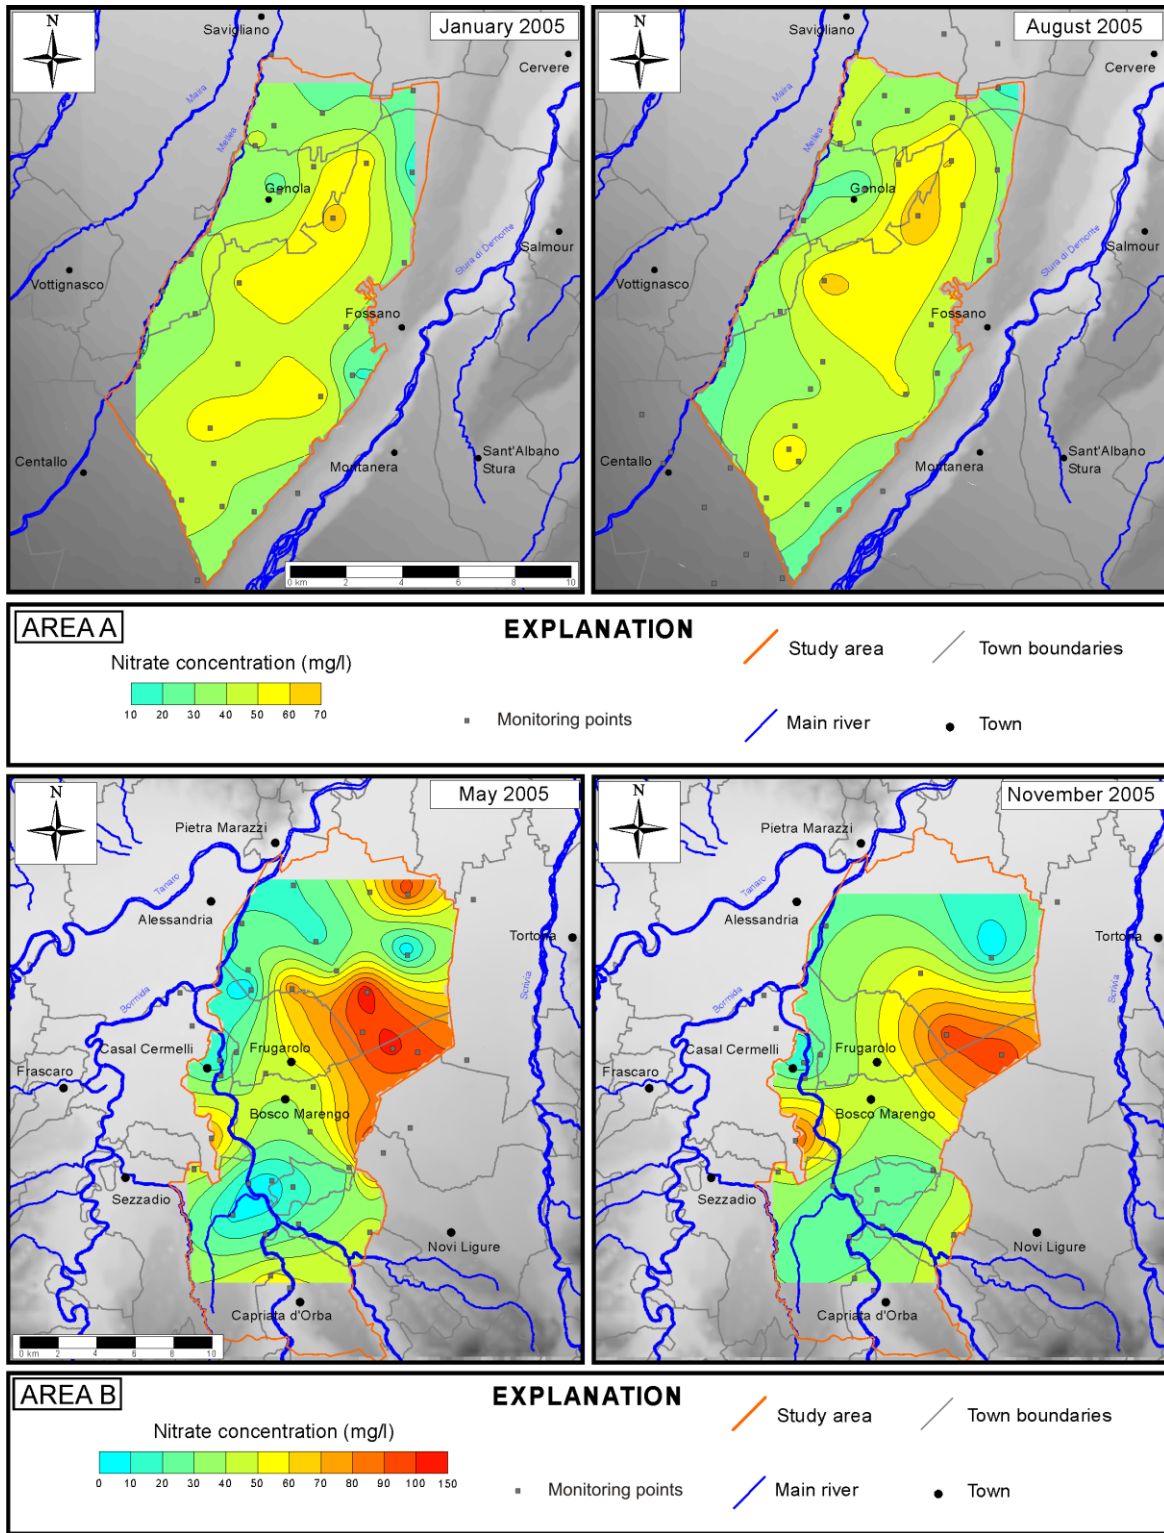 N
January 2005
Savigliano
Cervere
Maira
Mellea
Genola
Salmour
Stura di Demonte
Vottignasco
Fossano
Centallo
Montanera
Sant'Albano
Stura
0 km 2 4 6 8 10
N
August 2005
Savigliano
Cervere
Maira
Mellea
Genola
Salmour
Stura di Demonte
Vottignasco
Fossano
Centallo
Montanera
Sant'Albano
Stura
AREA A
EXPLANATION
Nitrate concentration (mg/l)
10 20 30 40 50 60 70
Monitoring points
Study area
Town boundaries
Main river
Town
N
May 2005
Pietra Marazzi
Tanaro
Alessandria
Tortona
Bormida
Scrivia
Casal Cermelli
Frugarolo
Frascaro
Bosco Marengo
Sezzadio
Novi Ligure
Capriata d'Orba
0 km 2 4 6 8 10
N
November 2005
Pietra Marazzi
Tanaro
Alessandria
Tortona
Bormida
Scrivia
Casal Cermelli
Frugarolo
Frascaro
Bosco Marengo
Sezzadio
Novi Ligure
Capriata d'Orba
AREA B
EXPLANATION
Nitrate concentration (mg/l)
0 10 20 30 40 50 60 70 80 90 100 150
Monitoring points
Study area
Town boundaries
Main river
Town